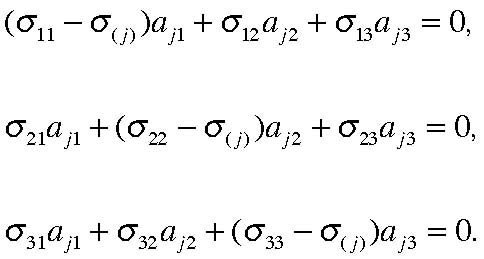 (σ₁₁ − σ₍ⱼ₎)aⱼ₁ + σ₁₂aⱼ₂ + σ₁₃aⱼ₃ = 0,
σ₂₁aⱼ₁ + (σ₂₂ − σ₍ⱼ₎)aⱼ₂ + σ₂₃aⱼ₃ = 0,
σ₃₁aⱼ₁ + σ₃₂aⱼ₂ + (σ₃₃ − σ₍ⱼ₎)aⱼ₃ = 0.